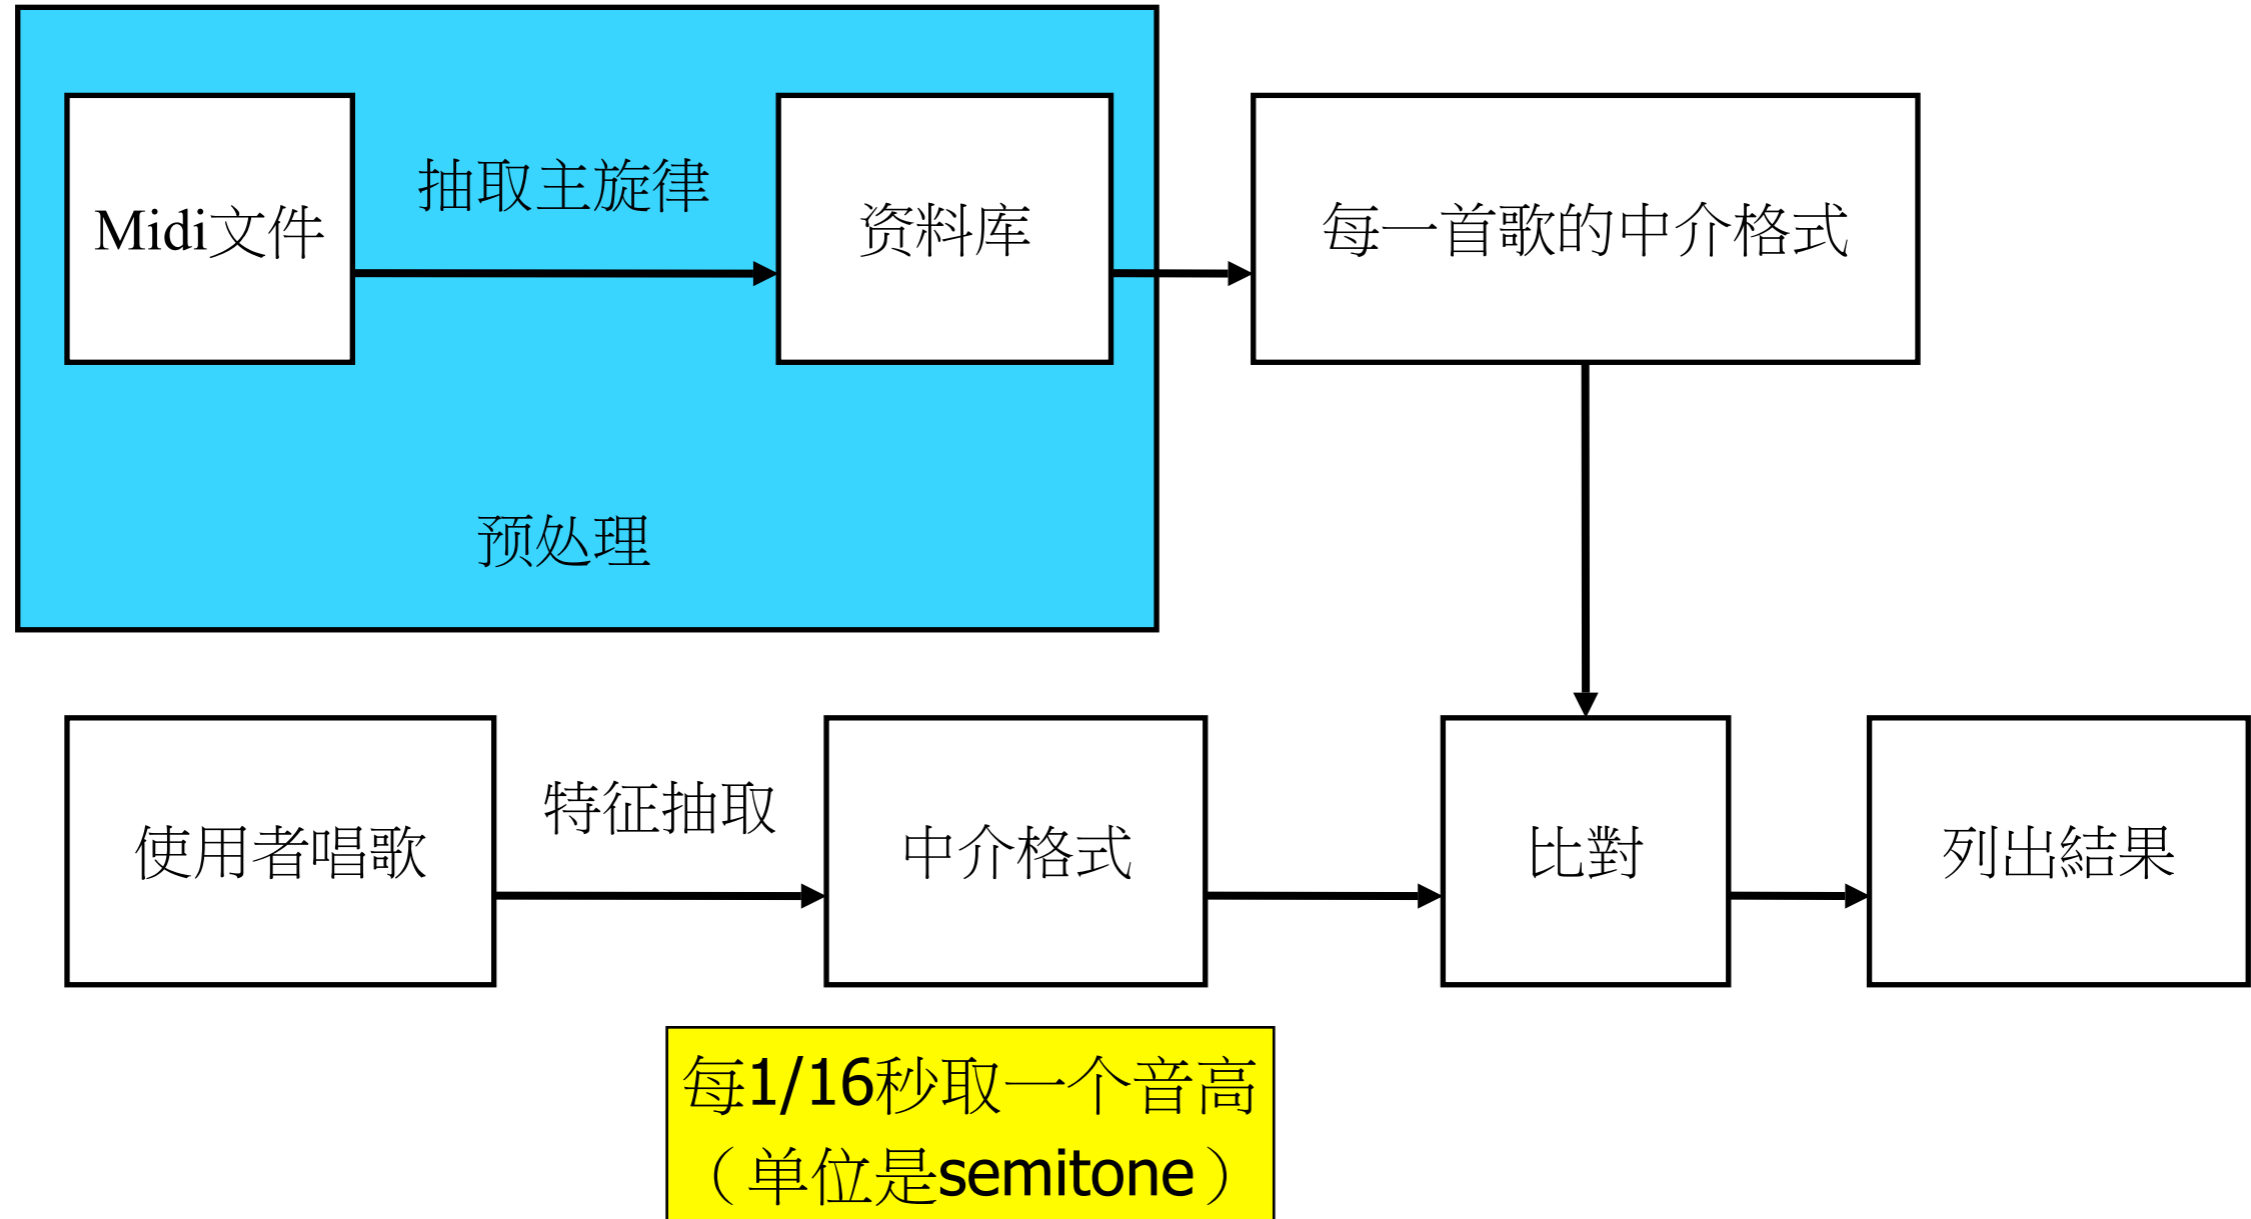 Midi文件
抽取主旋律
资料库
每一首歌的中介格式
预处理
使用者唱歌
特征抽取
中介格式
比對
列出結果
每1/16秒取一个音高
（单位是semitone）